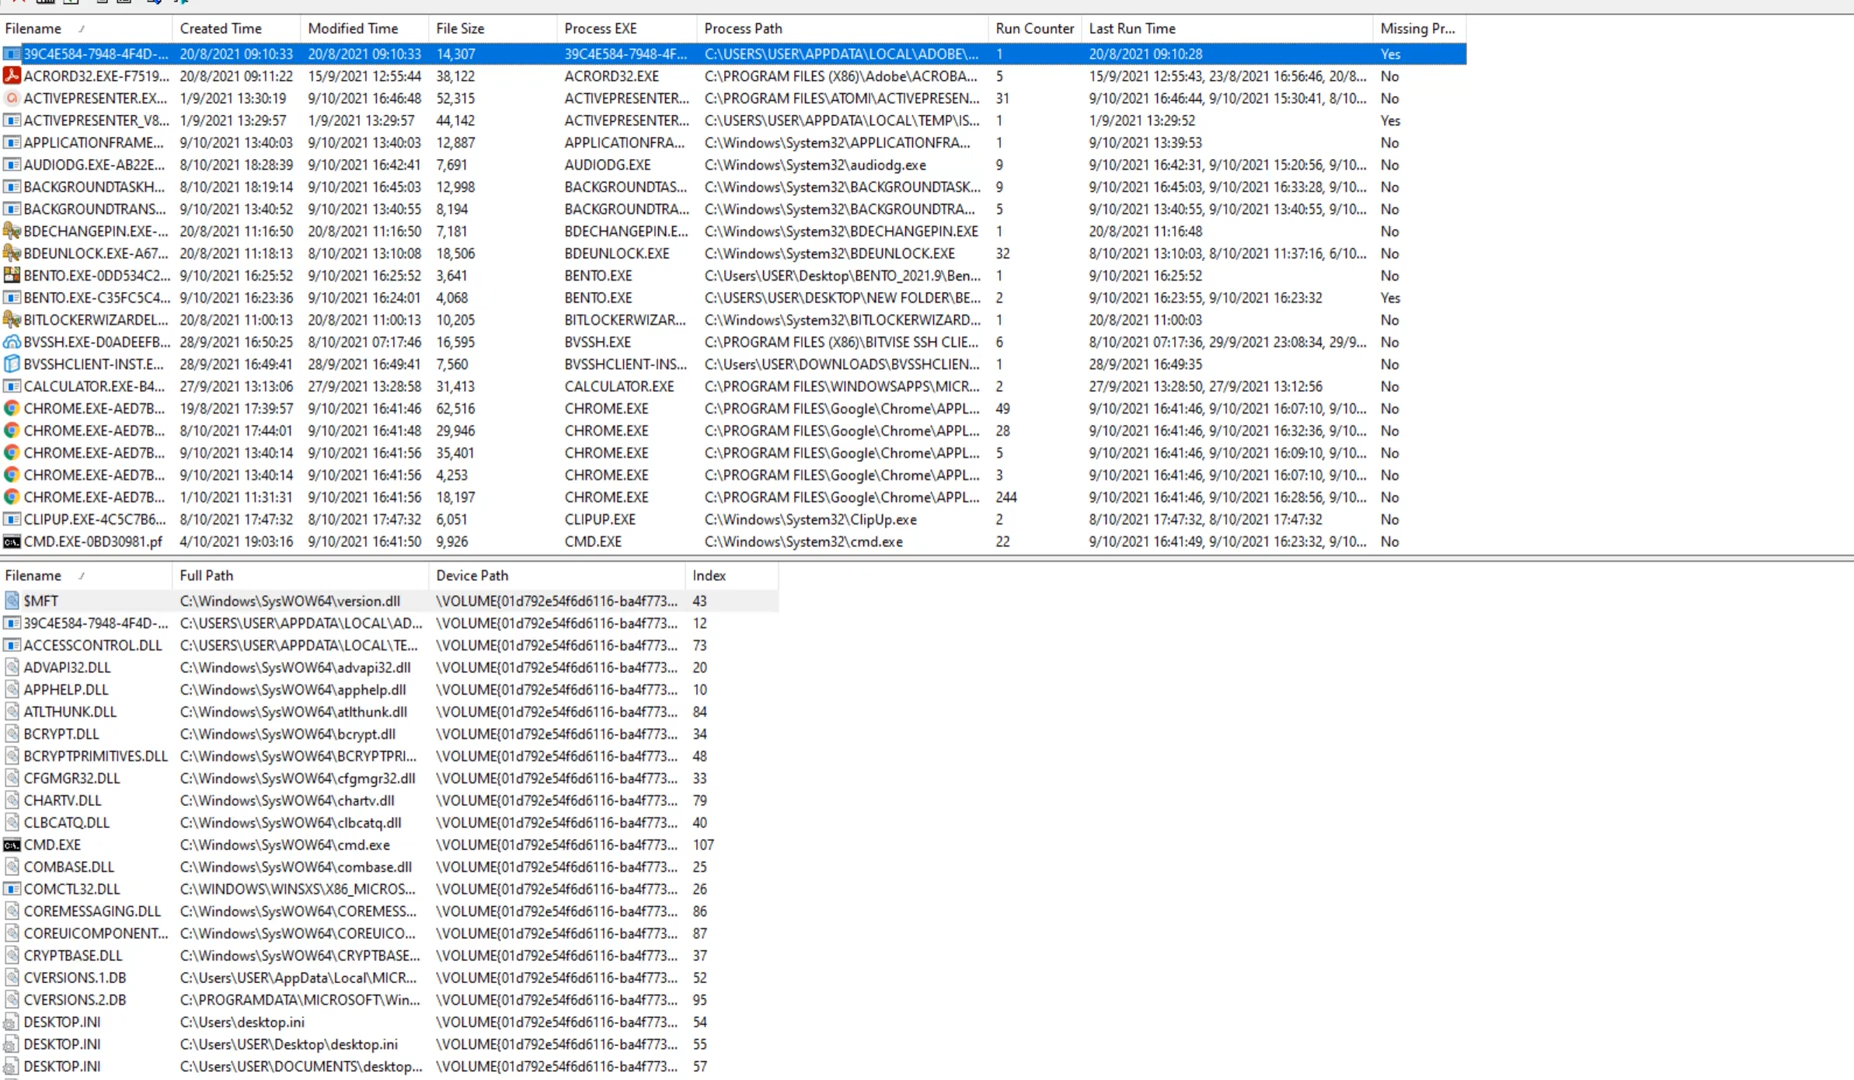 Filename Created Time Modified Time File Size Process EXE Process Path Run Counter Last Run Time Missing Pr...
39C4E584-7948-4F4D-... 20/8/2021 09:10:33 20/8/2021 09:10:33 14,307 39C4E584-7948-4F... C:\USERS\USER\APPDATA\LOCAL\ADOBE\... 1 20/8/2021 09:10:28 Yes
ACRORD32.EXE-F7519... 20/8/2021 09:11:22 15/9/2021 12:55:44 38,122 ACRORD32.EXE C:\PROGRAM FILES (X86)\Adobe\ACROBA... 5 15/9/2021 12:55:43, 23/8/2021 16:56:46, 20/8... No
ACTIVEPRESENTER.EX... 1/9/2021 13:30:19 9/10/2021 16:46:48 52,315 ACTIVEPRESENTER... C:\PROGRAM FILES\ATOMI\ACTIVEPRESEN... 31 9/10/2021 16:46:44, 9/10/2021 15:30:41, 8/10... No
ACTIVEPRESENTER_V8... 1/9/2021 13:29:57 1/9/2021 13:29:57 44,142 ACTIVEPRESENTER... C:\USERS\USER\APPDATA\LOCAL\TEMP\IS... 1 1/9/2021 13:29:52 Yes
APPLICATIONFRAME... 9/10/2021 13:40:03 9/10/2021 13:40:03 12,887 APPLICATIONFRA... C:\Windows\System32\APPLICATIONFRA... 1 9/10/2021 13:39:53 No
AUDIODG.EXE-AB22E... 8/10/2021 18:28:39 9/10/2021 16:42:41 7,691 AUDIODG.EXE C:\Windows\System32\audiodg.exe 9 9/10/2021 16:42:31, 9/10/2021 15:20:56, 9/10... No
BACKGROUNDTASKH... 8/10/2021 18:19:14 9/10/2021 16:45:03 12,998 BACKGROUNDTAS... C:\Windows\System32\BACKGROUNDTASK... 9 9/10/2021 16:45:03, 9/10/2021 16:33:28, 9/10... No
BACKGROUNDTRANS... 9/10/2021 13:40:52 9/10/2021 13:40:55 8,194 BACKGROUNDTRA... C:\Windows\System32\BACKGROUNDTRA... 5 9/10/2021 13:40:55, 9/10/2021 13:40:55, 9/10... No
BDECHANGEPIN.EXE-... 20/8/2021 11:16:50 20/8/2021 11:16:50 7,181 BDECHANGEPIN.E... C:\Windows\System32\BDECHANGEPIN.EXE 1 20/8/2021 11:16:48 No
BDEUNLOCK.EXE-A67... 20/8/2021 11:18:13 8/10/2021 13:10:08 18,506 BDEUNLOCK.EXE C:\Windows\System32\BDEUNLOCK.EXE 32 8/10/2021 13:10:03, 8/10/2021 11:37:16, 6/10... No
BENTO.EXE-0DD534C2... 9/10/2021 16:25:52 9/10/2021 16:25:52 3,641 BENTO.EXE C:\Users\USER\Desktop\BENTO_2021.9\Ben... 1 9/10/2021 16:25:52 No
BENTO.EXE-C35FC5C4... 9/10/2021 16:23:36 9/10/2021 16:24:01 4,068 BENTO.EXE C:\USERS\USER\DESKTOP\NEW FOLDER\BE... 2 9/10/2021 16:23:55, 9/10/2021 16:23:32 Yes
BITLOCKERWIZARDEL... 20/8/2021 11:00:13 20/8/2021 11:00:13 10,205 BITLOCKERWIZAR... C:\Windows\System32\BITLOCKERWIZARD... 1 20/8/2021 11:00:03 No
BVSSH.EXE-D0ADEEFB... 28/9/2021 16:50:25 8/10/2021 07:17:46 16,595 BVSSH.EXE C:\PROGRAM FILES (X86)\BITVISE SSH CLIE... 6 8/10/2021 07:17:36, 29/9/2021 23:08:34, 29/9... No
BVSSHCLIENT-INST.E... 28/9/2021 16:49:41 28/9/2021 16:49:41 7,560 BVSSHCLIENT-INS... C:\Users\USER\DOWNLOADS\BVSSHCLIEN... 1 28/9/2021 16:49:35 No
CALCULATOR.EXE-B4... 27/9/2021 13:13:06 27/9/2021 13:28:58 31,413 CALCULATOR.EXE C:\PROGRAM FILES\WINDOWSAPPS\MICR... 2 27/9/2021 13:28:50, 27/9/2021 13:12:56 No
CHROME.EXE-AED7B... 19/8/2021 17:39:57 9/10/2021 16:41:46 62,516 CHROME.EXE C:\PROGRAM FILES\Google\Chrome\APPL... 49 9/10/2021 16:41:46, 9/10/2021 16:07:10, 9/10... No
CHROME.EXE-AED7B... 8/10/2021 17:44:01 9/10/2021 16:41:48 29,946 CHROME.EXE C:\PROGRAM FILES\Google\Chrome\APPL... 28 9/10/2021 16:41:46, 9/10/2021 16:32:36, 9/10... No
CHROME.EXE-AED7B... 9/10/2021 13:40:14 9/10/2021 16:41:56 35,401 CHROME.EXE C:\PROGRAM FILES\Google\Chrome\APPL... 5 9/10/2021 16:41:46, 9/10/2021 16:09:10, 9/10... No
CHROME.EXE-AED7B... 9/10/2021 13:40:14 9/10/2021 16:41:56 4,253 CHROME.EXE C:\PROGRAM FILES\Google\Chrome\APPL... 3 9/10/2021 16:41:46, 9/10/2021 16:07:10, 9/10... No
CHROME.EXE-AED7B... 1/10/2021 11:31:31 9/10/2021 16:41:56 18,197 CHROME.EXE C:\PROGRAM FILES\Google\Chrome\APPL... 244 9/10/2021 16:41:46, 9/10/2021 16:28:56, 9/10... No
CLIPUP.EXE-4C5C7B6... 8/10/2021 17:47:32 8/10/2021 17:47:32 6,051 CLIPUP.EXE C:\Windows\System32\ClipUp.exe 2 8/10/2021 17:47:32, 8/10/2021 17:47:32 No
CMD.EXE-0BD30981.pf 4/10/2021 19:03:16 9/10/2021 16:41:50 9,926 CMD.EXE C:\Windows\System32\cmd.exe 22 9/10/2021 16:41:49, 9/10/2021 16:23:32, 9/10... No
Filename Full Path Device Path Index
$MFT C:\Windows\SysWOW64\version.dll \VOLUME{01d792e54f6d6116-ba4f773... 43
39C4E584-7948-4F4D-... C:\USERS\USER\APPDATA\LOCAL\AD... \VOLUME{01d792e54f6d6116-ba4f773... 12
ACCESSCONTROL.DLL C:\USERS\USER\APPDATA\LOCAL\TE... \VOLUME{01d792e54f6d6116-ba4f773... 73
ADVAPI32.DLL C:\Windows\SysWOW64\advapi32.dll \VOLUME{01d792e54f6d6116-ba4f773... 20
APPHELP.DLL C:\Windows\SysWOW64\apphelp.dll \VOLUME{01d792e54f6d6116-ba4f773... 10
ATLTHUNK.DLL C:\Windows\SysWOW64\atlthunk.dll \VOLUME{01d792e54f6d6116-ba4f773... 84
BCRYPT.DLL C:\Windows\SysWOW64\bcrypt.dll \VOLUME{01d792e54f6d6116-ba4f773... 34
BCRYPTPRIMITIVES.DLL C:\Windows\SysWOW64\BCRYPTPRI... \VOLUME{01d792e54f6d6116-ba4f773... 48
CFGMGR32.DLL C:\Windows\SysWOW64\cfgmgr32.dll \VOLUME{01d792e54f6d6116-ba4f773... 33
CHARTV.DLL C:\Windows\SysWOW64\chartv.dll \VOLUME{01d792e54f6d6116-ba4f773... 79
CLBCATQ.DLL C:\Windows\SysWOW64\clbcatq.dll \VOLUME{01d792e54f6d6116-ba4f773... 40
CMD.EXE C:\Windows\SysWOW64\cmd.exe \VOLUME{01d792e54f6d6116-ba4f773... 107
COMBASE.DLL C:\Windows\SysWOW64\combase.dll \VOLUME{01d792e54f6d6116-ba4f773... 25
COMCTL32.DLL C:\WINDOWS\WINSXS\X86_MICROS... \VOLUME{01d792e54f6d6116-ba4f773... 26
COREMESSAGING.DLL C:\Windows\SysWOW64\COREMESS... \VOLUME{01d792e54f6d6116-ba4f773... 86
COREUICOMPONENT... C:\Windows\SysWOW64\COREUICO... \VOLUME{01d792e54f6d6116-ba4f773... 87
CRYPTBASE.DLL C:\Windows\SysWOW64\CRYPTBASE... \VOLUME{01d792e54f6d6116-ba4f773... 37
CVERSIONS.1.DB C:\Users\USER\AppData\Local\MICR... \VOLUME{01d792e54f6d6116-ba4f773... 52
CVERSIONS.2.DB C:\PROGRAMDATA\MICROSOFT\Win... \VOLUME{01d792e54f6d6116-ba4f773... 95
DESKTOP.INI C:\Users\desktop.ini \VOLUME{01d792e54f6d6116-ba4f773... 54
DESKTOP.INI C:\Users\USER\Desktop\desktop.ini \VOLUME{01d792e54f6d6116-ba4f773... 55
DESKTOP.INI C:\Users\USER\DOCUMENTS\desktop... \VOLUME{01d792e54f6d6116-ba4f773... 57